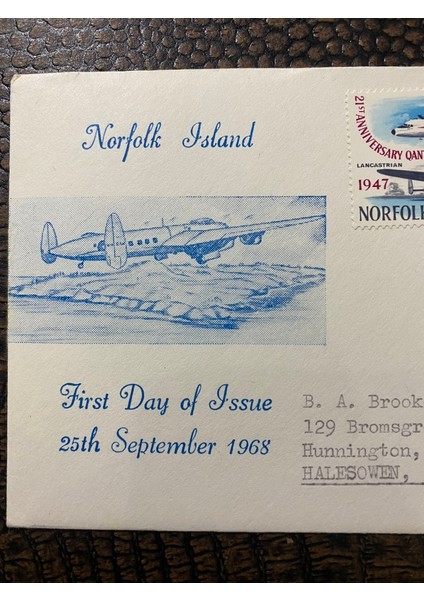 Norfolk Island
21ST ANNIVERSARY QANT
LANCASTRIAN
1947
NORFOLK
First Day of Issue
25th September 1968
B. A. Brook
129 Bromsgr
Hunnington,
HALESOWEN,